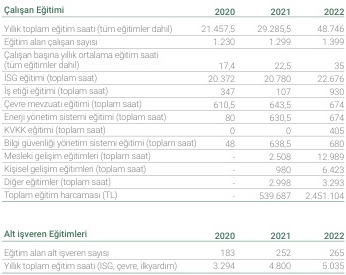 Çalışan Eğitimi 2020 2021 2022
Yıllık toplam eğitim saati (tüm eğitimler dahil) 21.457,5 29.285,5 48.746
Eğitim alan çalışan sayısı 1.230 1.299 1.399
Çalışan başına yıllık ortalama eğitim saati
(tüm eğitimler dahil) 17,4 22,5 35
İSG eğitimi (toplam saat) 20.372 20.780 22.676
İş etiği eğitimi (toplam saat) 347 107 930
Çevre mevzuatı eğitimi (toplam saat) 610,5 643,5 674
Enerji yönetim sistemi eğitimi (toplam saat) 80 630,5 674
KVKK eğitimi (toplam saat) 0 0 405
Bilgi güvenliği yönetim sistemi eğitimi (toplam saat) 48 638,5 680
Mesleki gelişim eğitimleri (toplam saat) - 2.508 12.989
Kişisel gelişim eğitimleri (toplam saat) - 980 6.423
Diğer eğitimler (toplam saat) - 2.998 3.293
Toplam eğitim harcaması (TL) - 539.687 2.451.104
Alt işveren Eğitimleri 2020 2021 2022
Eğitim alan alt işveren sayısı 183 252 265
Yıllık toplam eğitim saati (İSG, çevre, ilkyardım) 3.294 4.800 5.035